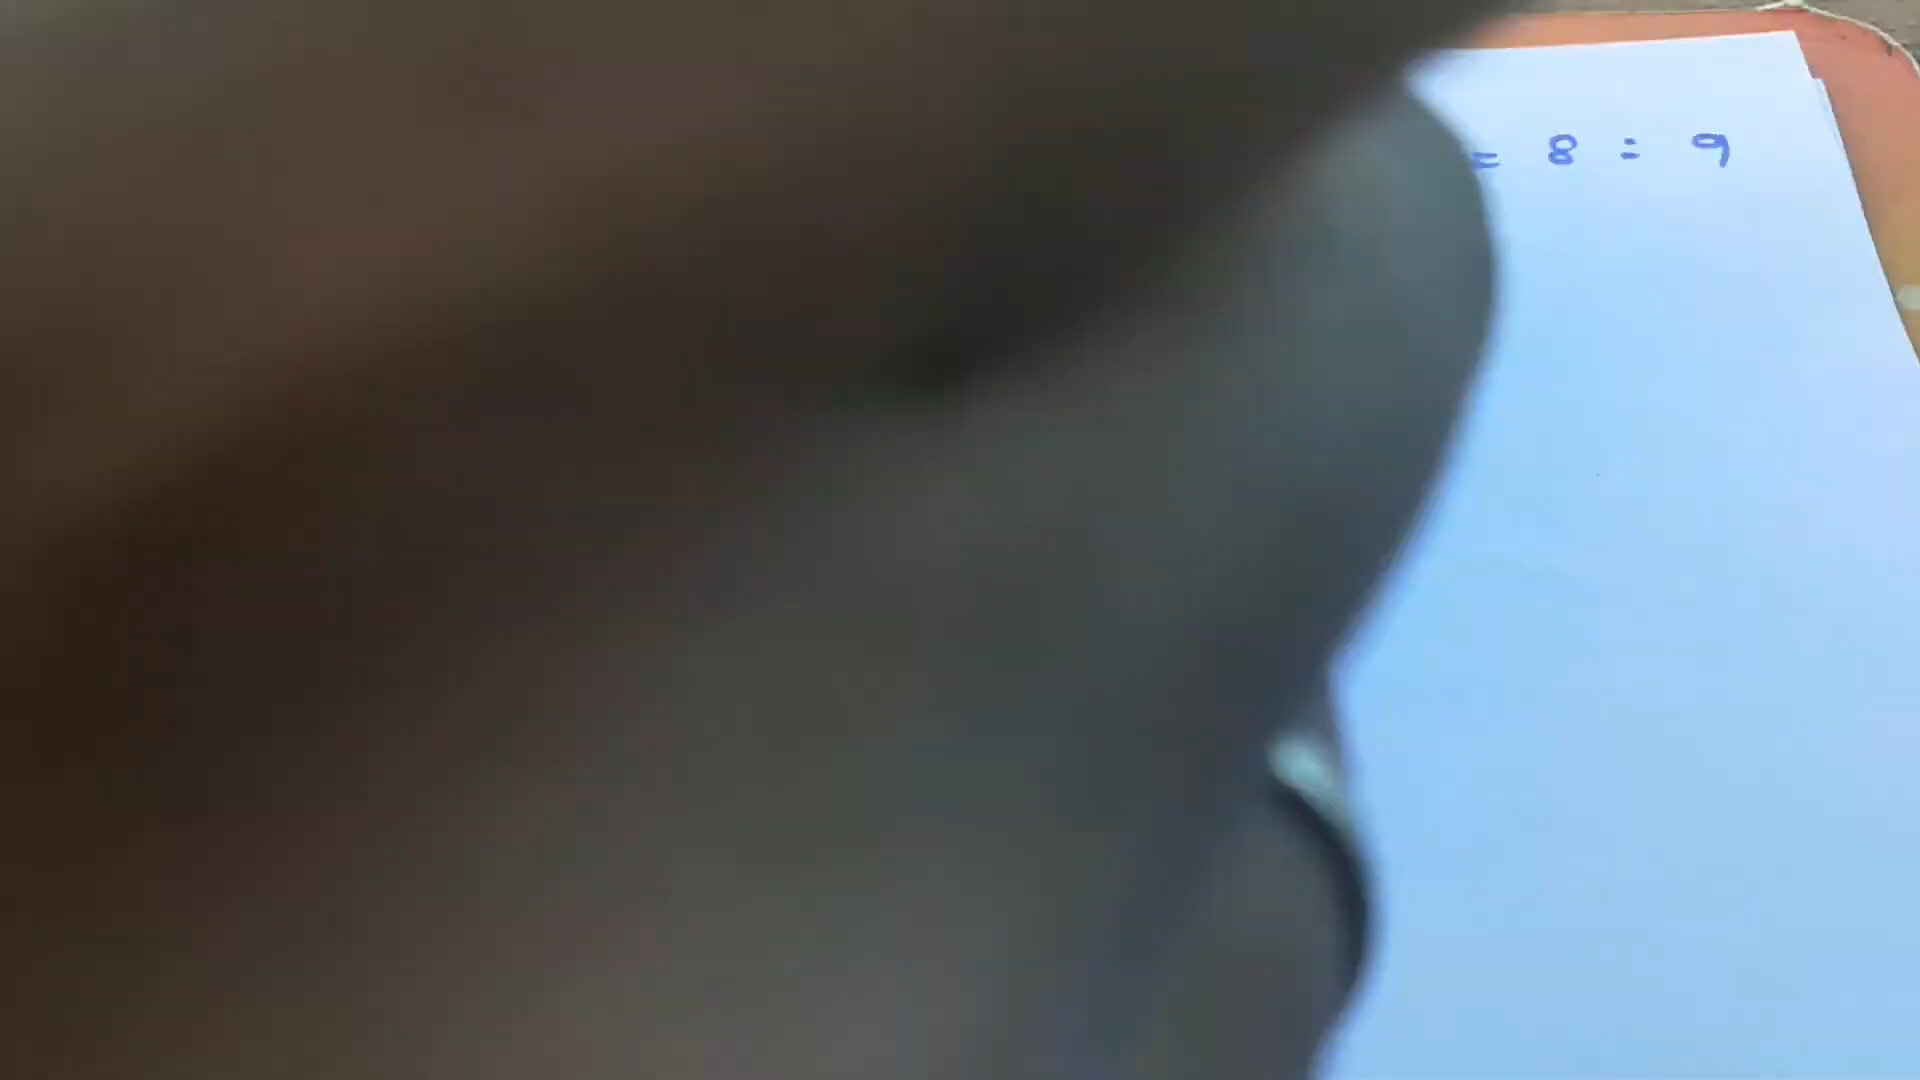 = 8 : 9